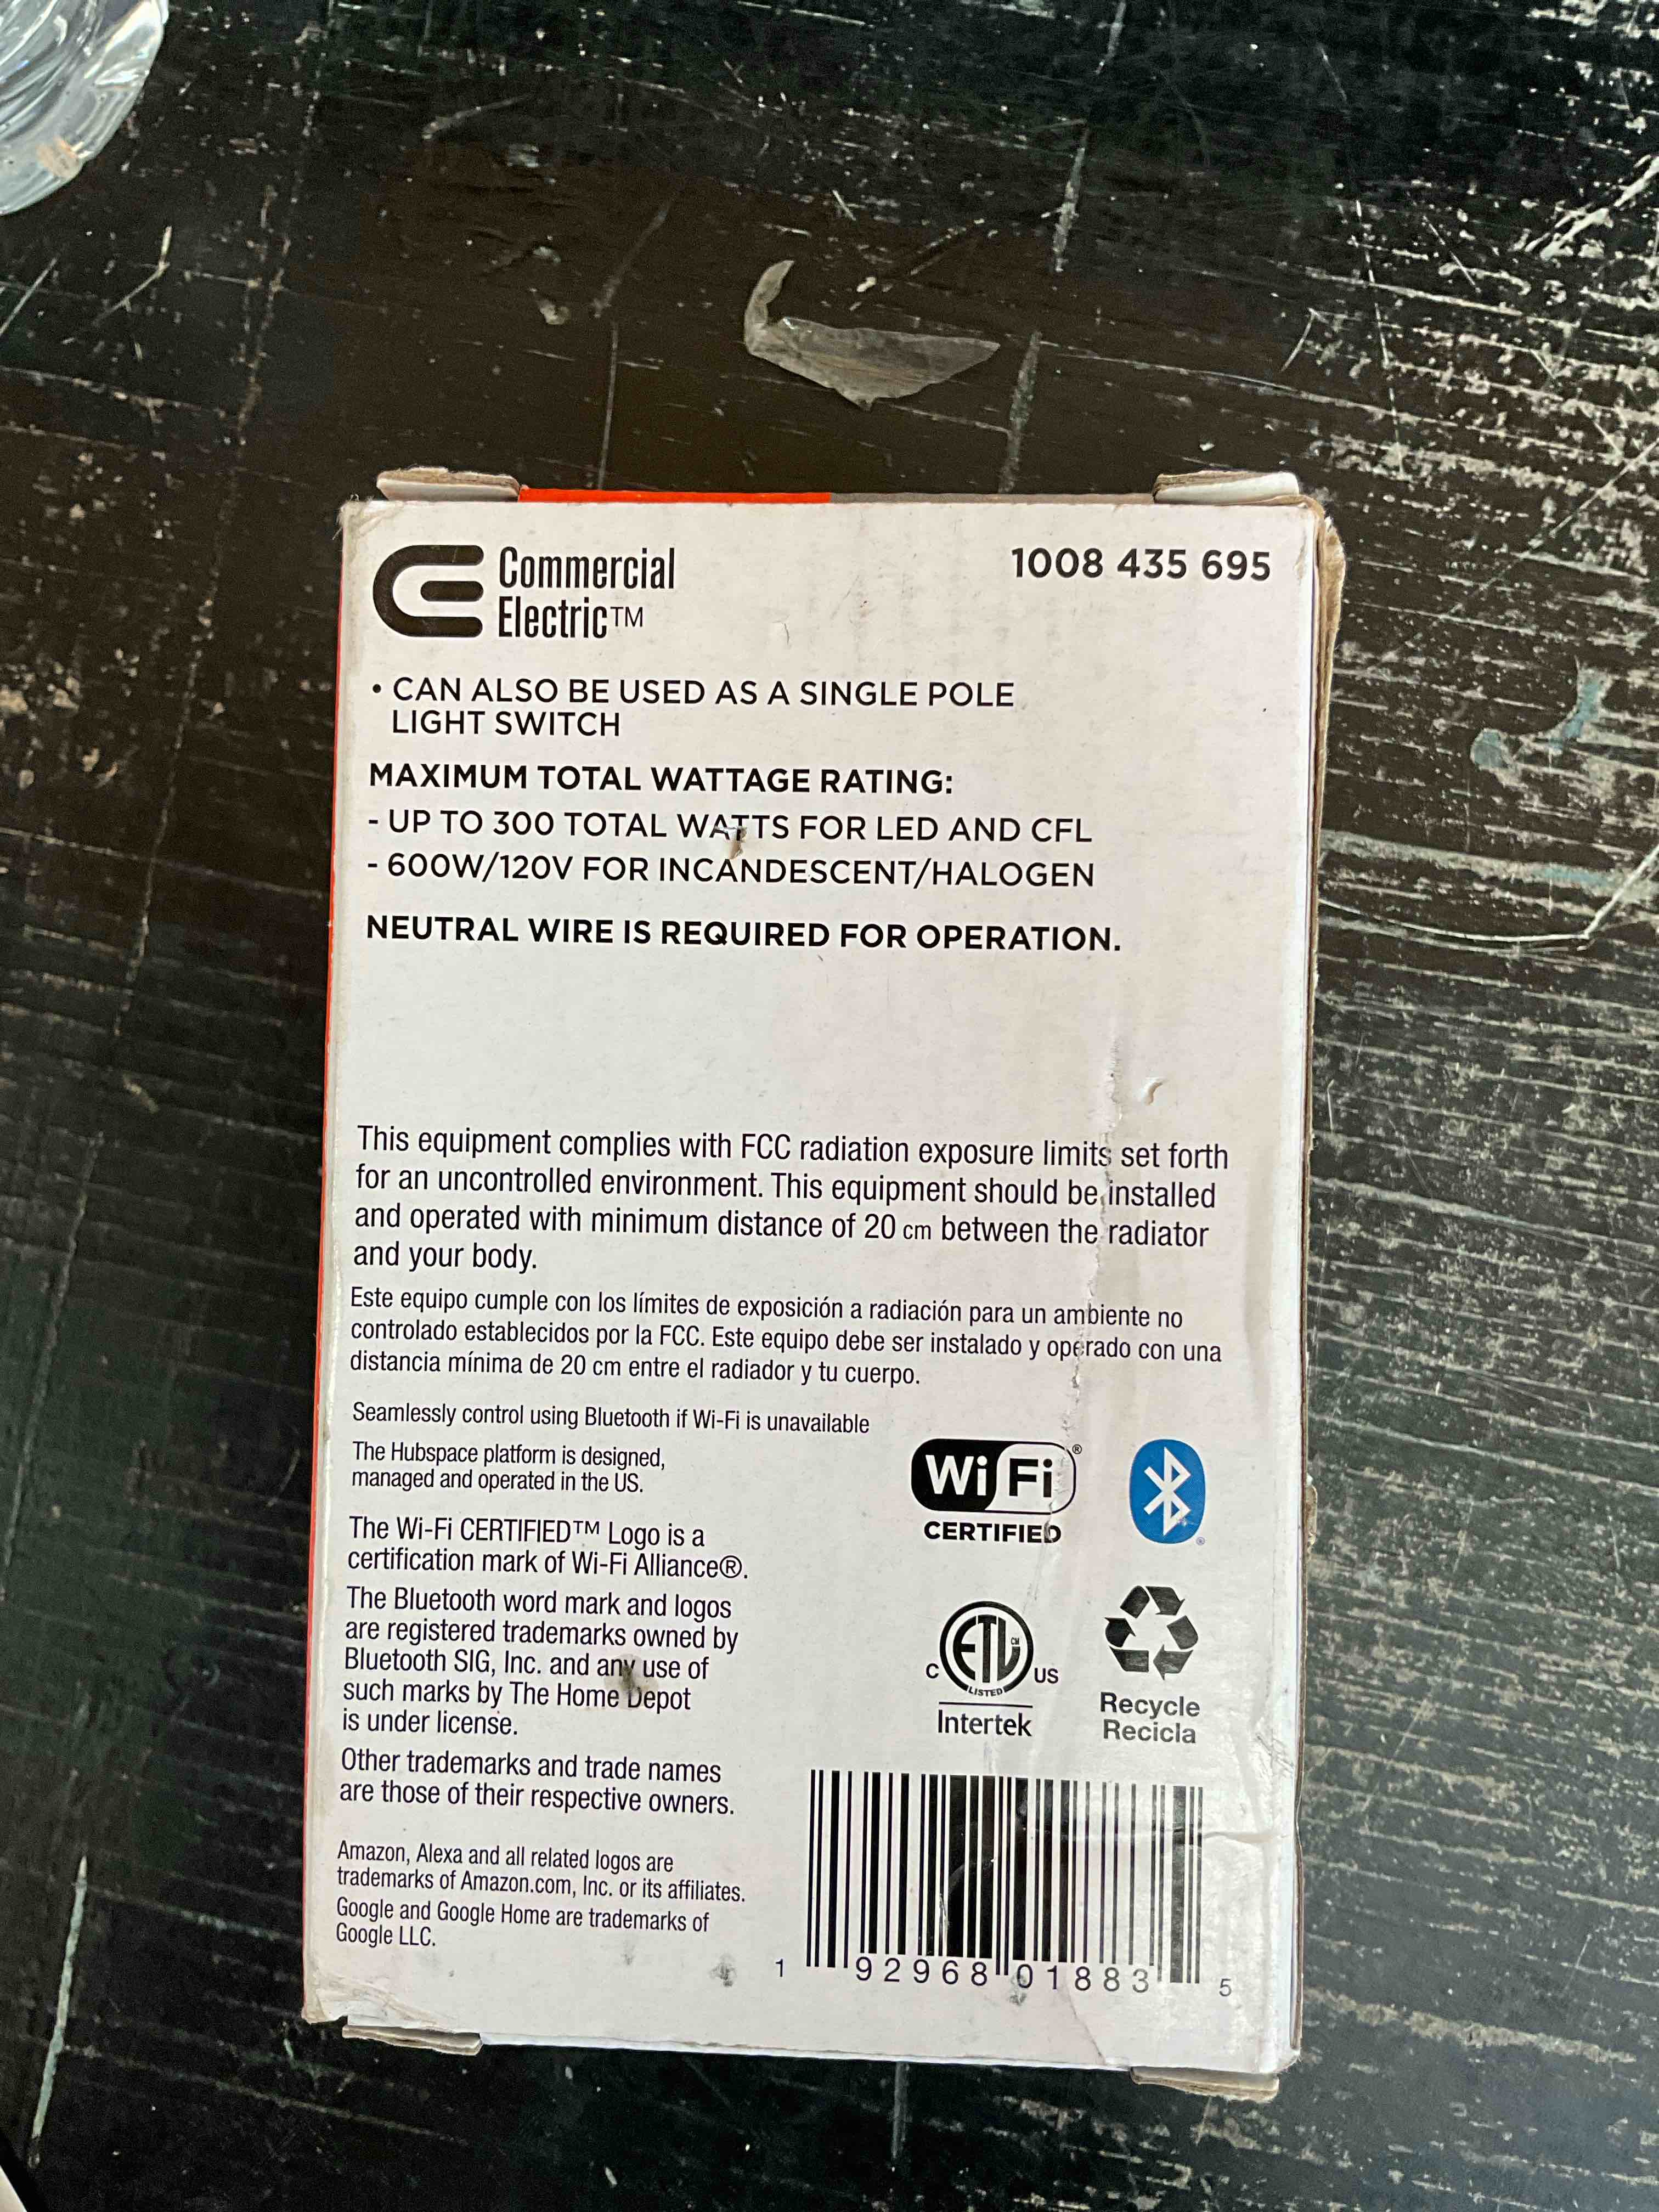 Commercial
Electric™
1008 435 695
• CAN ALSO BE USED AS A SINGLE POLE
LIGHT SWITCH
MAXIMUM TOTAL WATTAGE RATING:
- UP TO 300 TOTAL WATTS FOR LED AND CFL
- 600W/120V FOR INCANDESCENT/HALOGEN
NEUTRAL WIRE IS REQUIRED FOR OPERATION.
This equipment complies with FCC radiation exposure limits set forth
for an uncontrolled environment. This equipment should be installed
and operated with minimum distance of 20 cm between the radiator
and your body.
Este equipo cumple con los límites de exposición a radiación para un ambiente no
controlado establecidos por la FCC. Este equipo debe ser instalado y operado con una
distancia mínima de 20 cm entre el radiador y tu cuerpo.
Seamlessly control using Bluetooth if Wi-Fi is unavailable
The Hubspace platform is designed,
managed and operated in the US.
The Wi-Fi CERTIFIED™ Logo is a
certification mark of Wi-Fi Alliance®.
The Bluetooth word mark and logos
are registered trademarks owned by
Bluetooth SIG, Inc. and any use of
such marks by The Home Depot
is under license.
Other trademarks and trade names
are those of their respective owners.
Amazon, Alexa and all related logos are
trademarks of Amazon.com, Inc. or its affiliates.
Google and Google Home are trademarks of
Google LLC.
Wi Fi ®
CERTIFIED
®
C ETL CM US
LISTED
Intertek
Recycle
Recicla
1 92968 01883 5